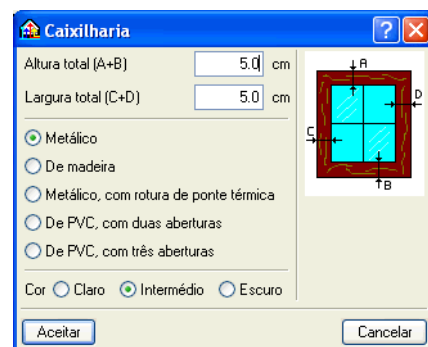 Caixilharia
Altura total (A+B) 5.0 cm
Largura total (C+D) 5.0 cm
Metálico
De madeira
Metálico, com rotura de ponte térmica
De PVC, com duas aberturas
De PVC, com três aberturas
Cor Claro Intermédio Escuro
A
D
C
B
Aceitar Cancelar